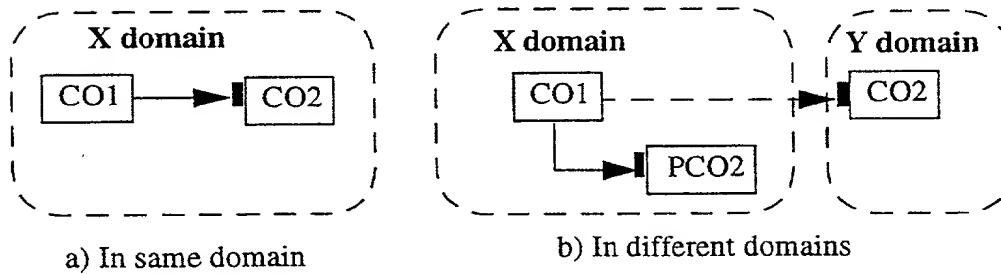 X domain
CO1 CO2
a) In same domain
X domain Y domain
CO1 CO2
PCO2
b) In different domains